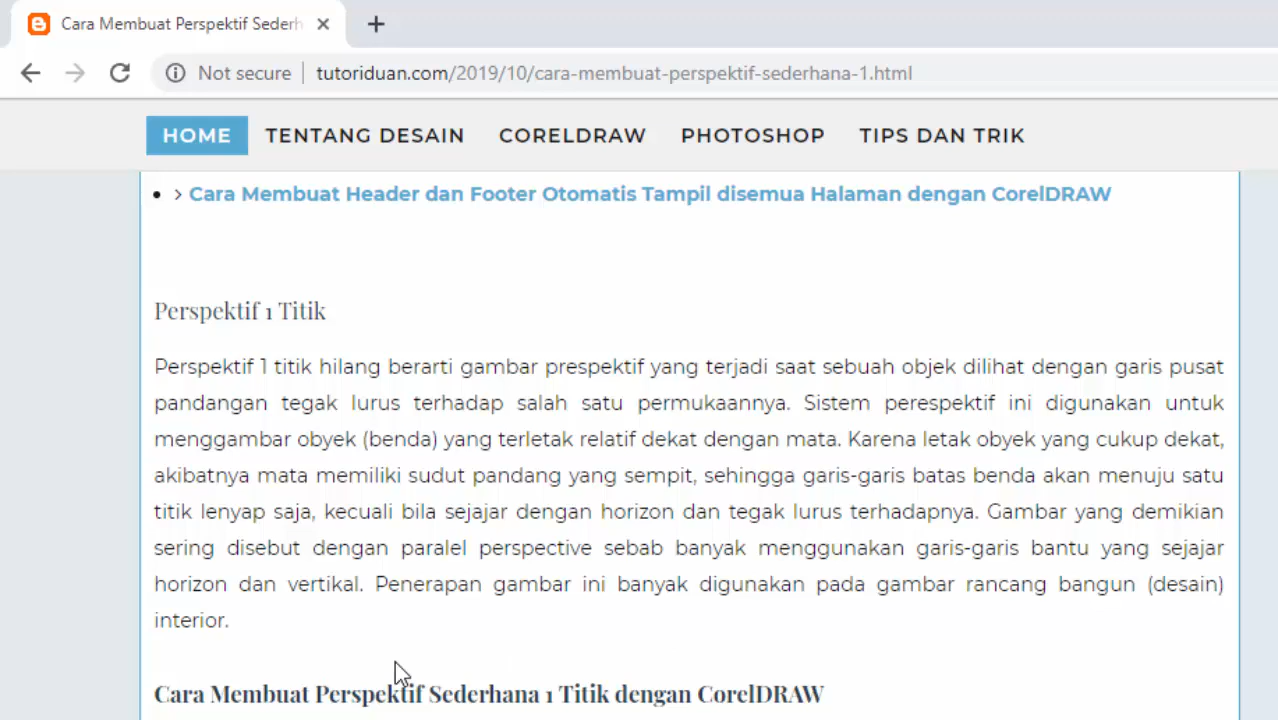 Cara Membuat Perspektif Sederh
Not secure | tutoriduan.com/2019/10/cara-membuat-perspektif-sederhana-1.html
HOME TENTANG DESAIN CORELDRAW PHOTOSHOP TIPS DAN TRIK
• > Cara Membuat Header dan Footer Otomatis Tampil disemua Halaman dengan CorelDRAW
Perspektif 1 Titik
Perspektif 1 titik hilang berarti gambar prespektif yang terjadi saat sebuah objek dilihat dengan garis pusat
pandangan tegak lurus terhadap salah satu permukaannya. Sistem perespektif ini digunakan untuk
menggambar obyek (benda) yang terletak relatif dekat dengan mata. Karena letak obyek yang cukup dekat,
akibatnya mata memiliki sudut pandang yang sempit, sehingga garis-garis batas benda akan menuju satu
titik lenyap saja, kecuali bila sejajar dengan horizon dan tegak lurus terhadapnya. Gambar yang demikian
sering disebut dengan paralel perspective sebab banyak menggunakan garis-garis bantu yang sejajar
horizon dan vertikal. Penerapan gambar ini banyak digunakan pada gambar rancang bangun (desain)
interior.
Cara Membuat Perspektif Sederhana 1 Titik dengan CorelDRAW